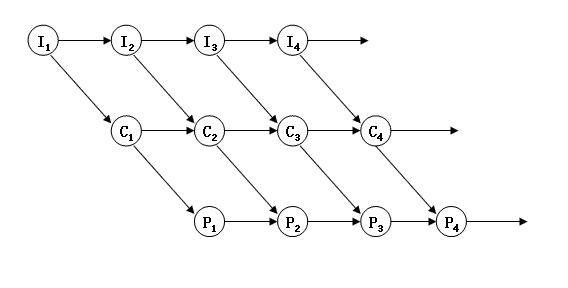 I₁ I₂ I₃ I₄
C₁ C₂ C₃ C₄
P₁ P₂ P₃ P₄